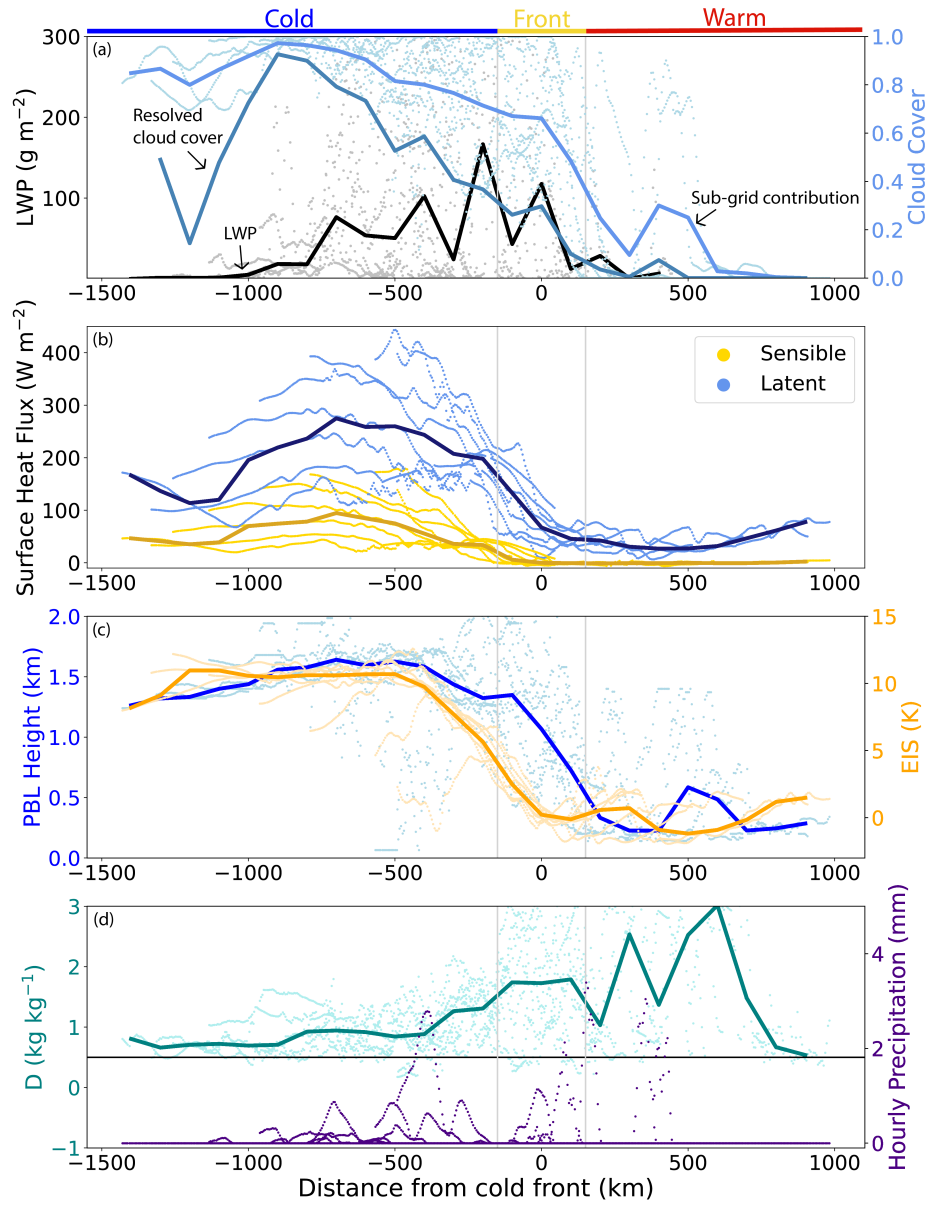 Cold Front Warm
(a)
300
200
100
LWP (g m⁻²)
Resolved
cloud cover
LWP
Sub-grid contribution
1.0
0.8
0.6
0.4
0.2
0.0
Cloud Cover
−1500 −1000 −500 0 500 1000
(b)
400
300
200
100
0
Surface Heat Flux (W m⁻²)
Sensible
Latent
−1500 −1000 −500 0 500 1000
(c)
2.0
1.5
1.0
0.5
0.0
PBL Height (km)
15
10
5
0
EIS (K)
−1500 −1000 −500 0 500 1000
(d)
3
2
1
0
−1
D (kg kg⁻¹)
4
2
0
Hourly Precipitation (mm)
−1500 −1000 −500 0 500 1000
Distance from cold front (km)